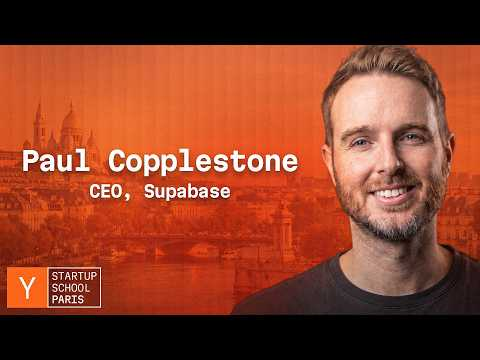 Paul Copplestone
CEO, Supabase
Y
STARTUP
SCHOOL
PARIS